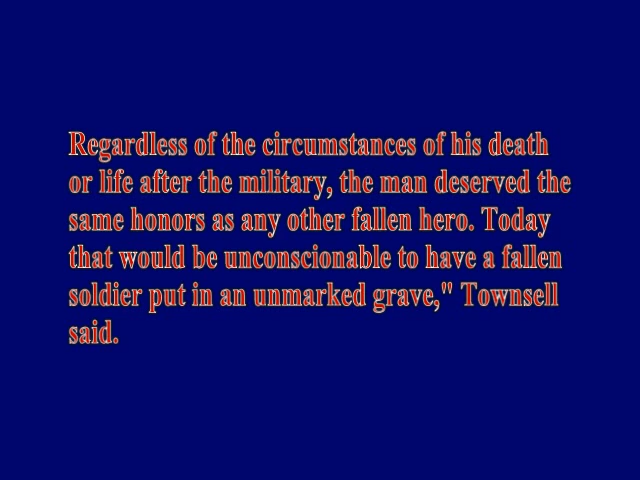 Regardless of the circumstances of his death
or life after the military, the man deserved the
same honors as any other fallen hero. Today
that would be unconscionable to have a fallen
soldier put in an unmarked grave," Townsell
said.